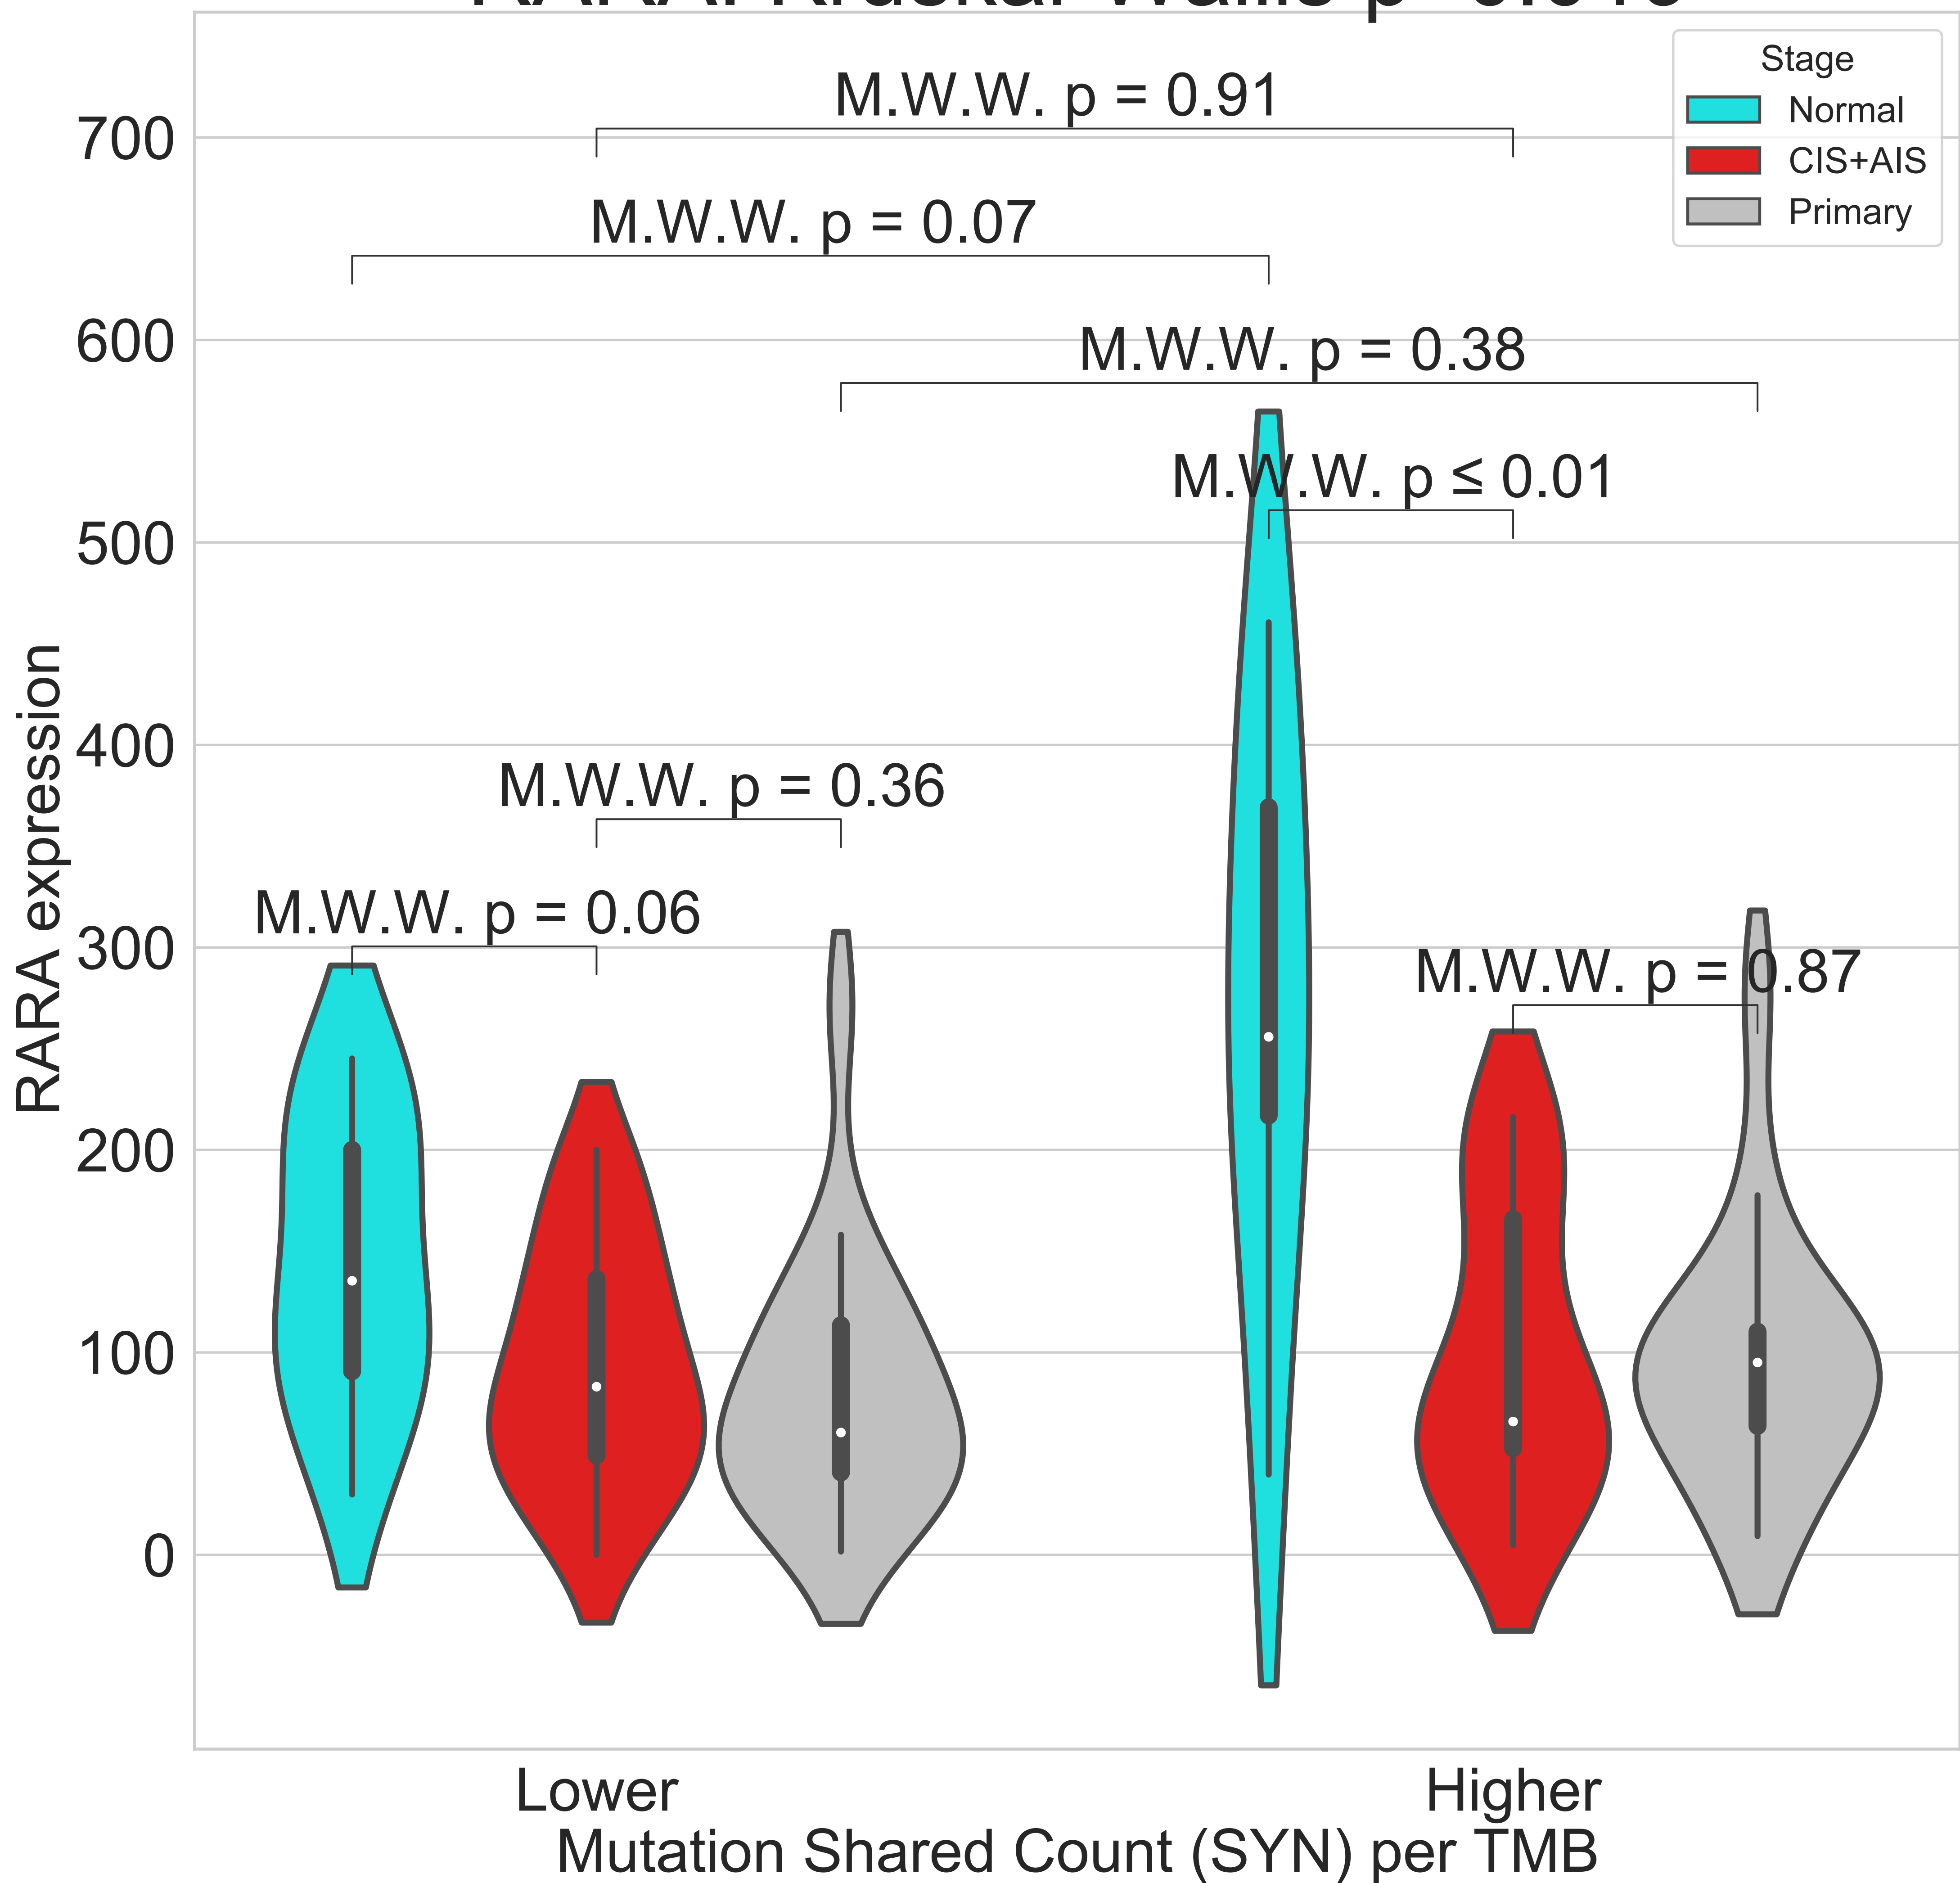 Stage
Normal
CIS+AIS
Primary
M.W.W. p = 0.91
M.W.W. p = 0.07
M.W.W. p = 0.38
M.W.W. p ≤ 0.01
M.W.W. p = 0.36
M.W.W. p = 0.06
M.W.W. p = 0.87
700
600
500
400
300
200
100
0
RARA expression
Lower
Higher
Mutation Shared Count (SYN) per TMB